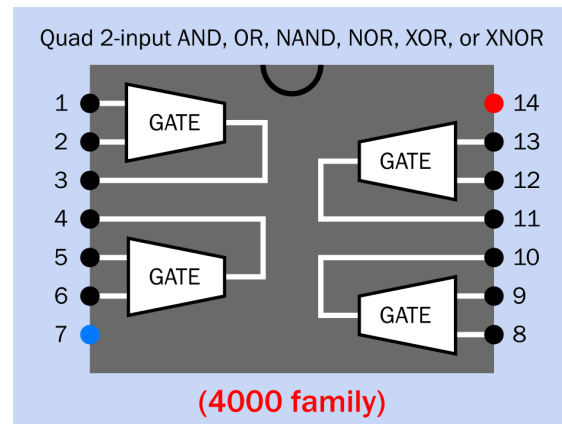 Quad 2-input AND, OR, NAND, NOR, XOR, or XNOR
1
2
3
4
5
6
7
GATE
GATE
14
13
12
11
10
9
8
GATE
GATE
(4000 family)